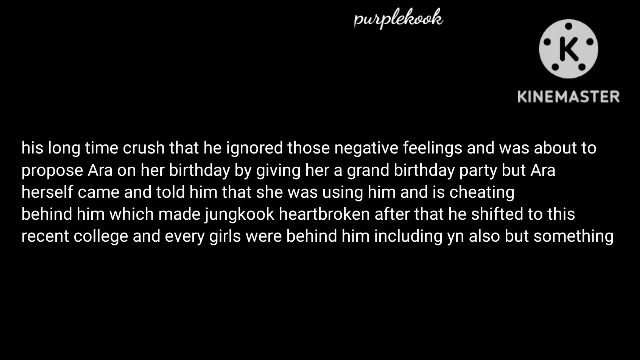 purplekook
K
KINEMASTER
his long time crush that he ignored those negative feelings and was about to
propose Ara on her birthday by giving her a grand birthday party but Ara
herself came and told him that she was using him and is cheating
behind him which made jungkook heartbroken after that he shifted to this
recent college and every girls were behind him including yn also but something